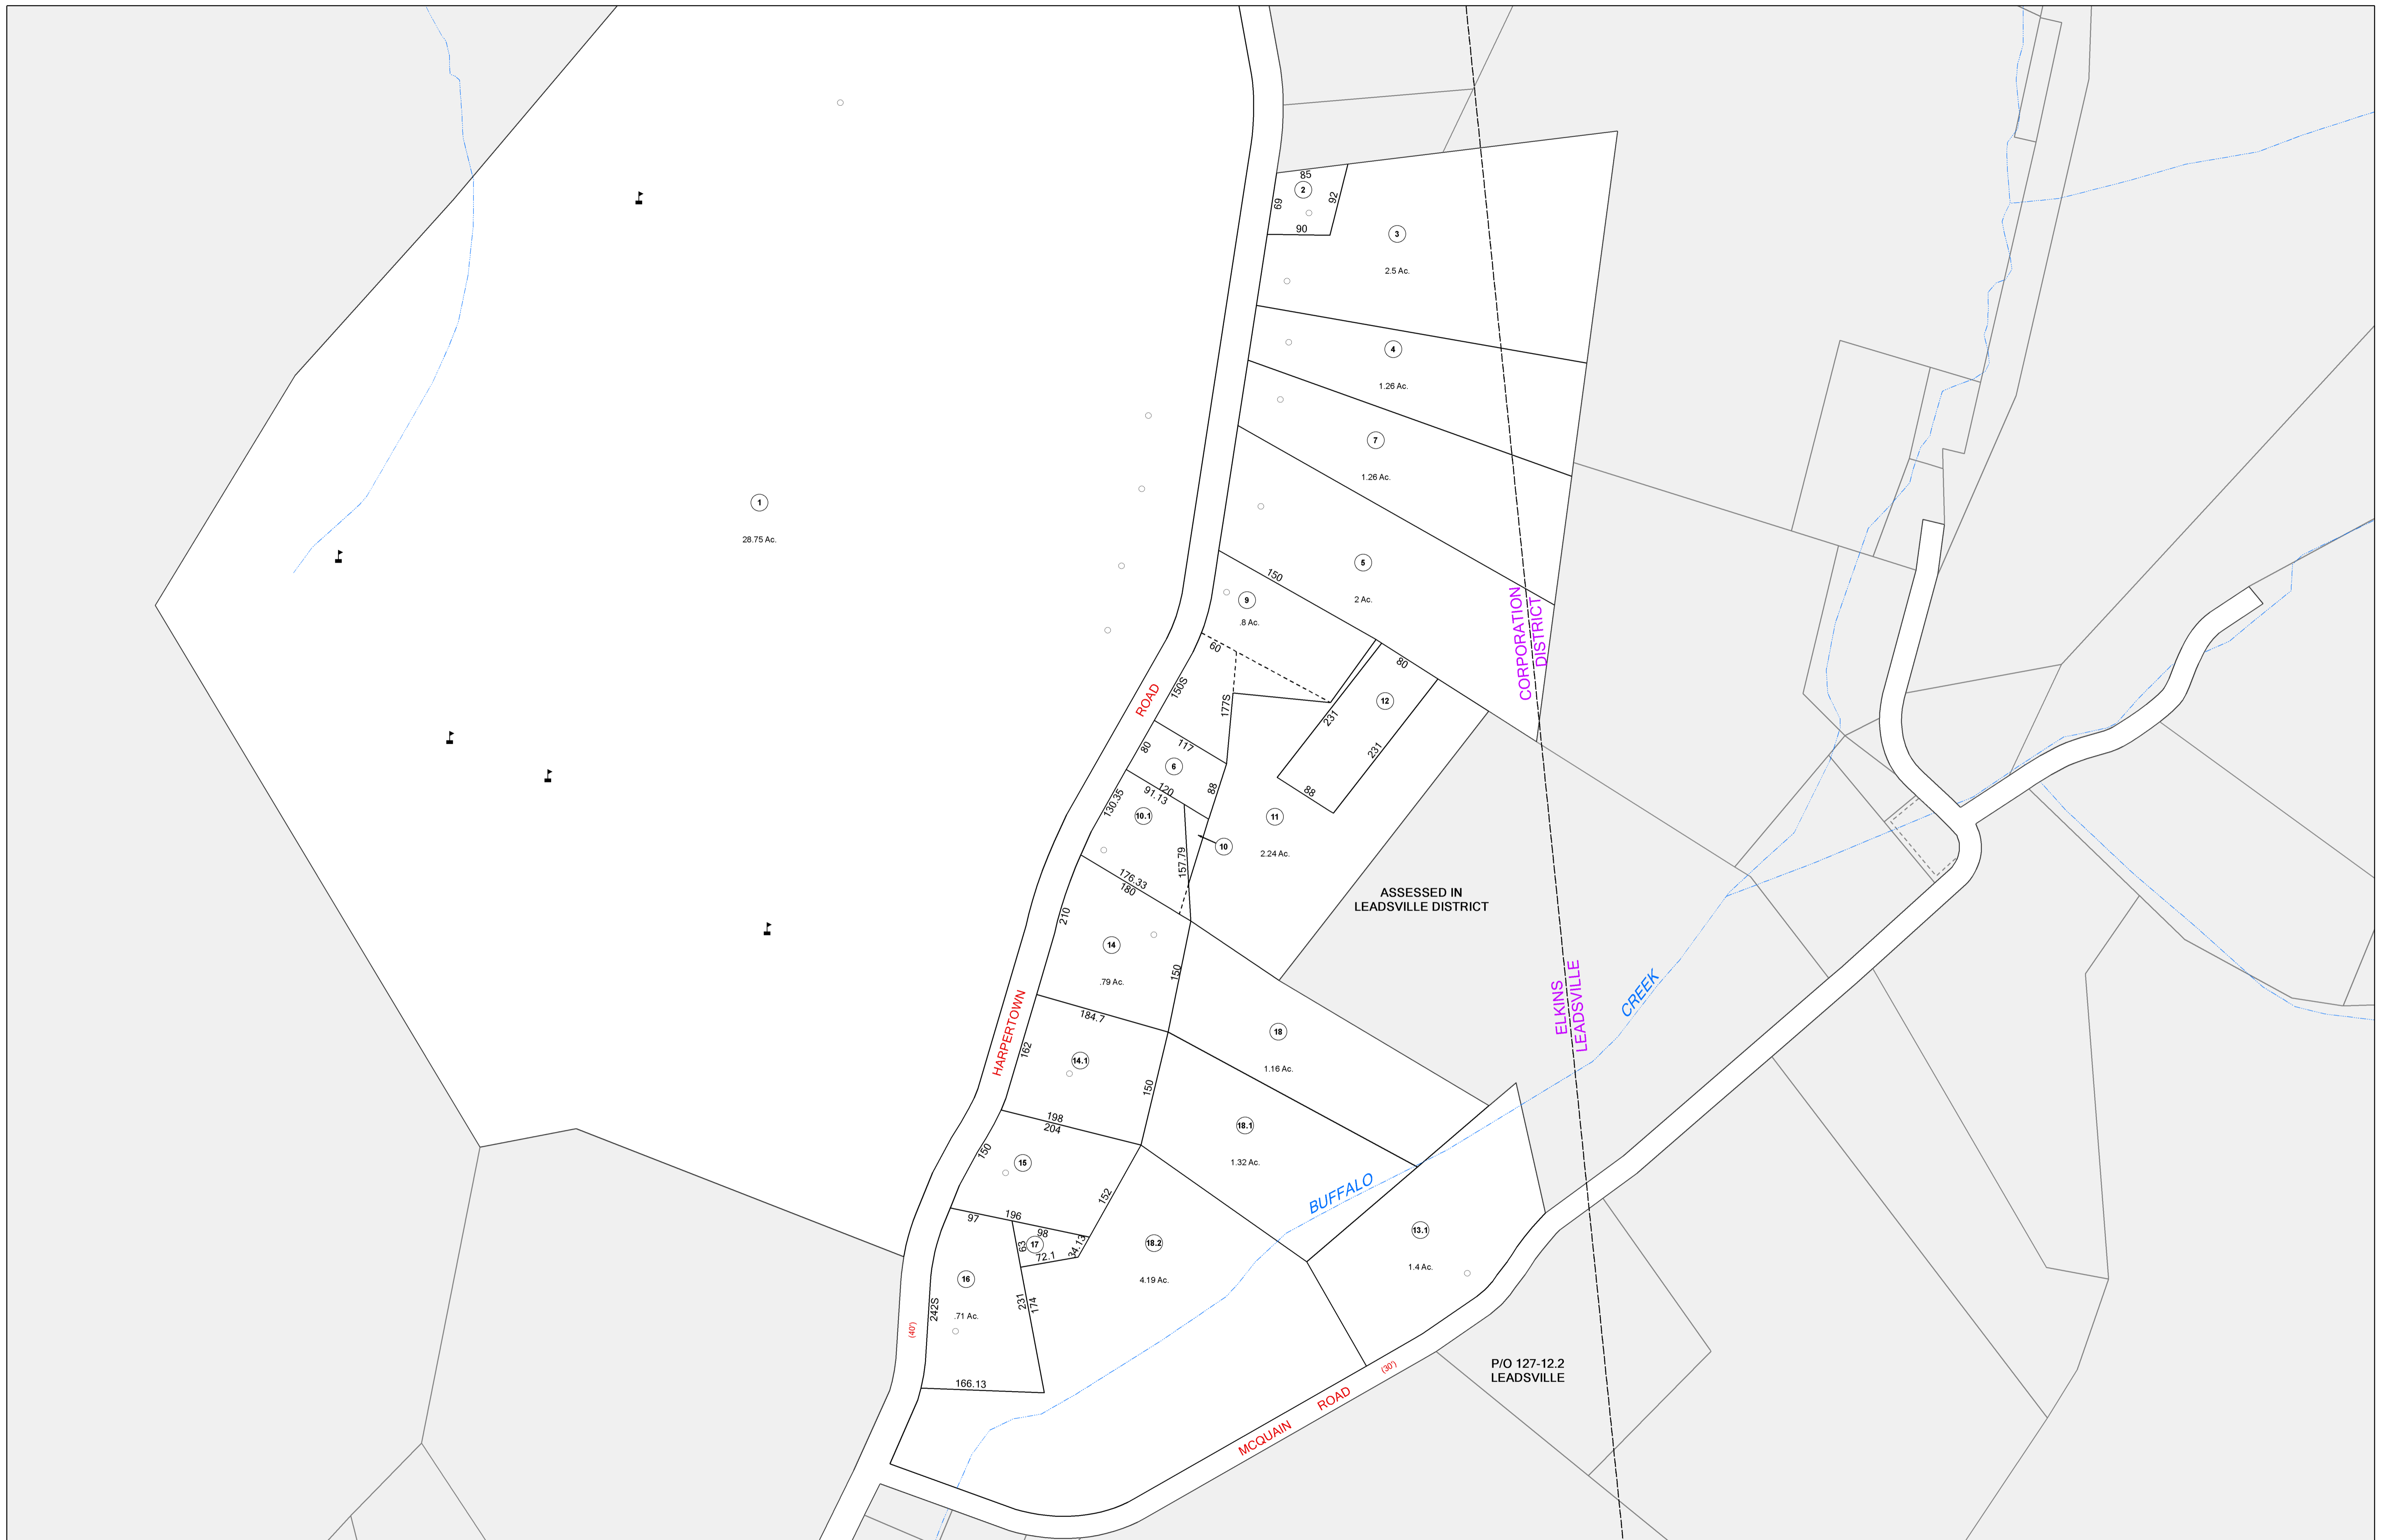 85
2
69
92
90
3
2.5 Ac.
4
1.26 Ac.
7
1.26 Ac.
1
28.75 Ac.
5
2 Ac.
150
9
.8 Ac.
60
CORPORATION
DISTRICT
80
12
150S
177S
231
231
88
ROAD
117
80
6
88
120
91.13
130.35
10.1
10
11
2.24 Ac.
157.79
176.33
180
ASSESSED IN
LEADSVILLE DISTRICT
210
14
.79 Ac.
150
ELKINS
LEADSVILLE
CREEK
184.7
HARPERTOWN
162
14.1
150
18
1.16 Ac.
198
204
18.1
1.32 Ac.
150
15
152
BUFFALO
97
196
98
63
17
72.1
34.13
18.2
4.19 Ac.
13.1
1.4 Ac.
16
.71 Ac.
242S
231
174
(40')
166.13
(30')
MCQUAIN ROAD
P/O 127-12.2
LEADSVILLE